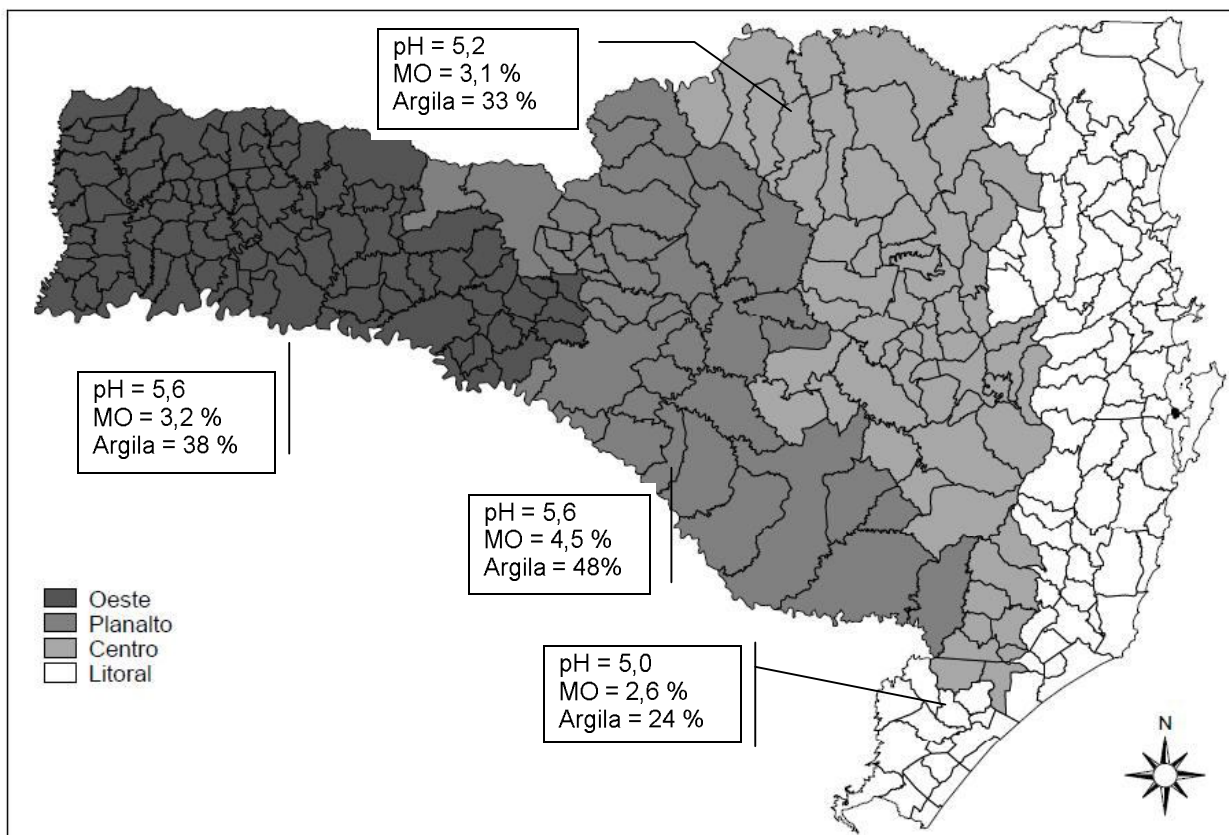 pH = 5,2
MO = 3,1 %
Argila = 33 %
pH = 5,6
MO = 3,2 %
Argila = 38 %
pH = 5,6
MO = 4,5 %
Argila = 48%
Oeste
Planalto
Centro
Litoral
pH = 5,0
MO = 2,6 %
Argila = 24 %
N